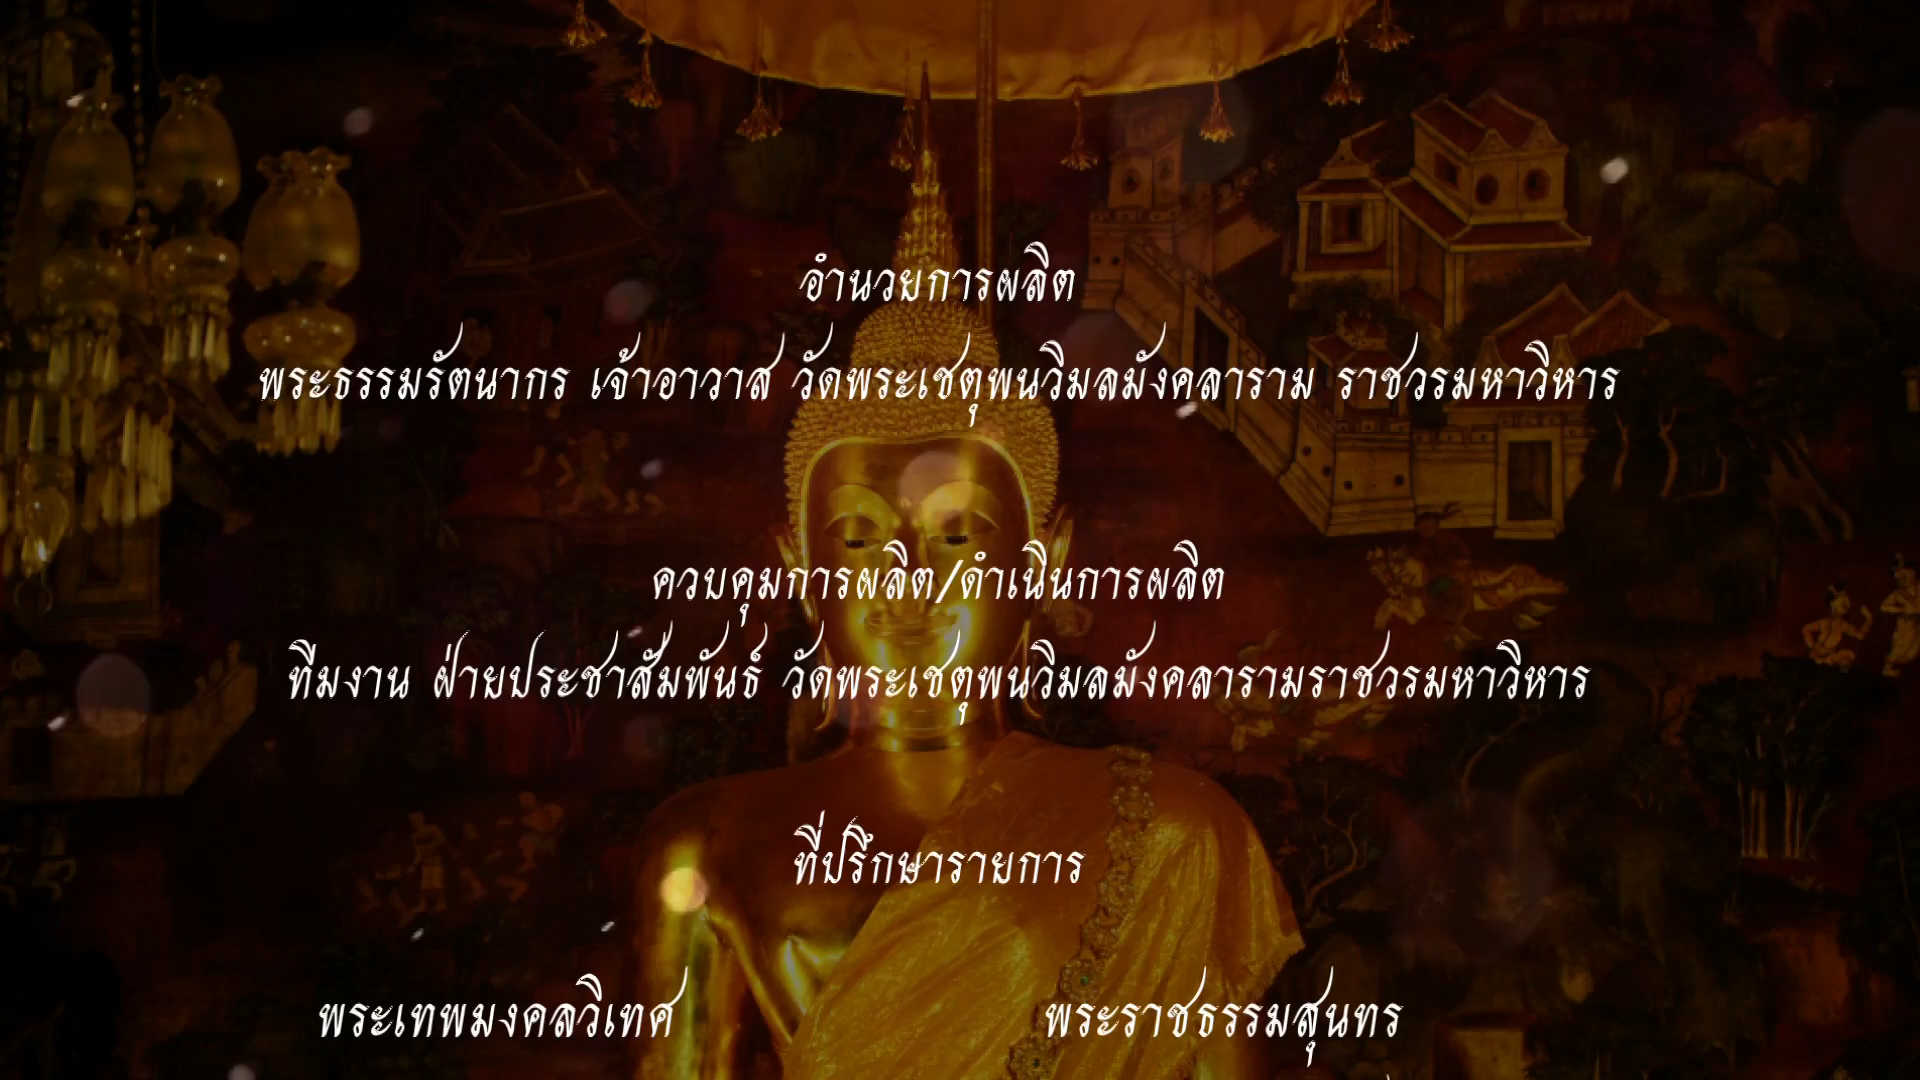 อำนวยการผลิต
พระธรรมรัตนากร เจ้าอาวาส วัดพระเชตุพนวิมลมังคลาราม ราชวรมหาวิหาร
ควบคุมการผลิต/ดำเนินการผลิต
ทีมงาน ฝ่ายประชาสัมพันธ์ วัดพระเชตุพนวิมลมังคลารามราชวรมหาวิหาร
ที่ปรึกษารายการ
พระเทพมงคลวิเทศ พระราชธรรมสุนทร